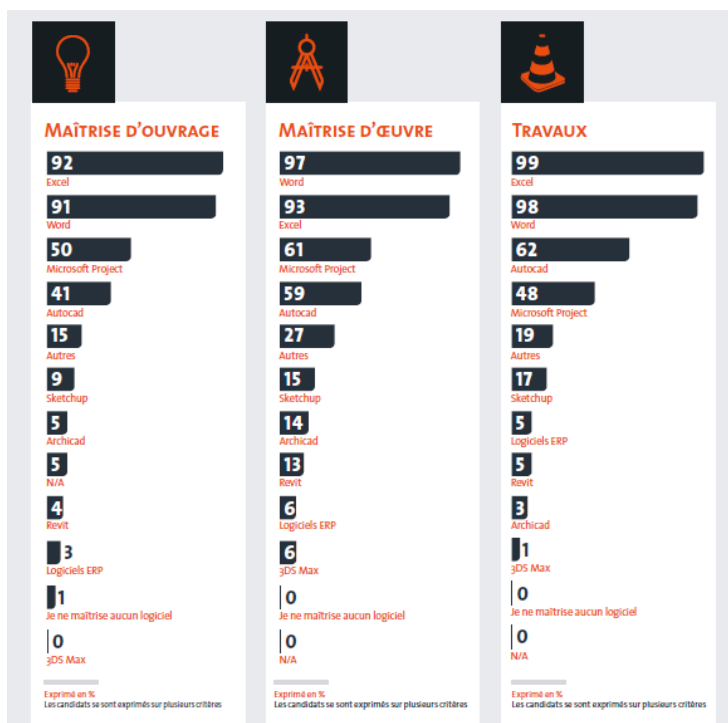 MAÎTRISE D'OUVRAGE
92
Excel
91
Word
50
Microsoft Project
41
Autocad
15
Autres
9
Sketchup
5
Archicad
5
N/A
4
Revit
3
Logiciels ERP
1
Je ne maîtrise aucun logiciel
0
3DS Max
Exprimé en %
Les candidats se sont exprimés sur plusieurs critères
MAÎTRISE D'ŒUVRE
97
Word
93
Excel
61
Microsoft Project
59
Autocad
27
Autres
15
Sketchup
14
Archicad
13
Revit
6
Logiciels ERP
6
3DS Max
0
Je ne maîtrise aucun logiciel
0
N/A
Exprimé en %
Les candidats se sont exprimés sur plusieurs critères
TRAVAUX
99
Excel
98
Word
62
Autocad
48
Microsoft Project
19
Autres
17
Sketchup
5
Logiciels ERP
5
Revit
3
Archicad
1
3DS Max
0
Je ne maîtrise aucun logiciel
0
N/A
Exprimé en %
Les candidats se sont exprimés sur plusieurs critères